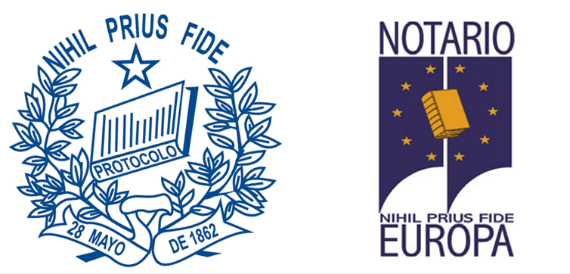 NIHIL PRIUS FIDE
PROTOCOLO
28 MAYO
DE 1862
NOTARIO
NIHIL PRIUS FIDE
EUROPA